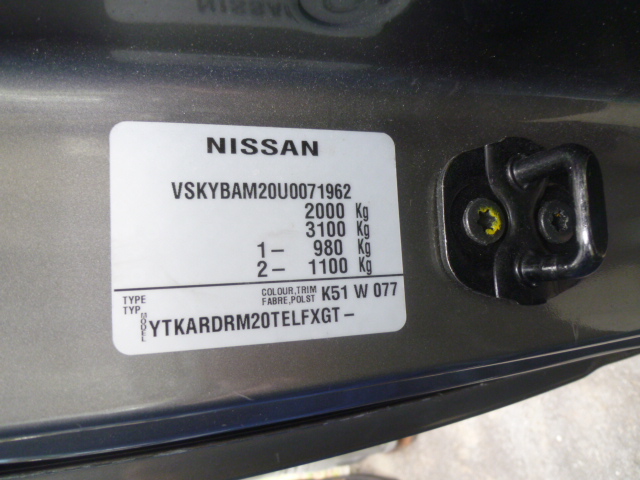 NISSAN
NISSAN
VSKYBAM20U0071962
2000 Kg
3100 Kg
1- 980 Kg
2- 1100 Kg
TYPE COLOUR,TRIM K51 W 077
TYP FABRE,POLST
MODEL YTKARDRM20TELFXGT-